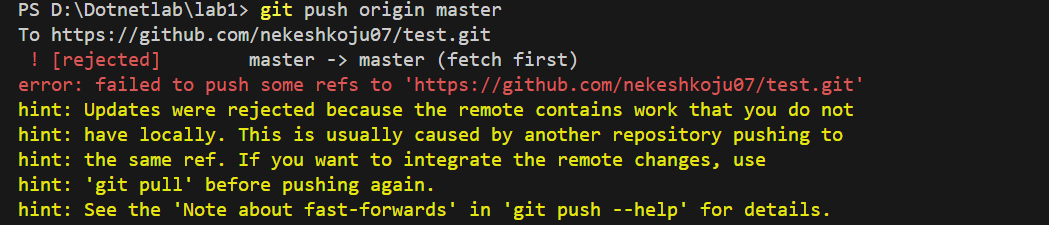 PS D:\Dotnetlab\lab1> git push origin master
To https://github.com/nekeshkoju07/test.git
 ! [rejected]        master -> master (fetch first)
error: failed to push some refs to 'https://github.com/nekeshkoju07/test.git'
hint: Updates were rejected because the remote contains work that you do not
hint: have locally. This is usually caused by another repository pushing to
hint: the same ref. If you want to integrate the remote changes, use
hint: 'git pull' before pushing again.
hint: See the 'Note about fast-forwards' in 'git push --help' for details.